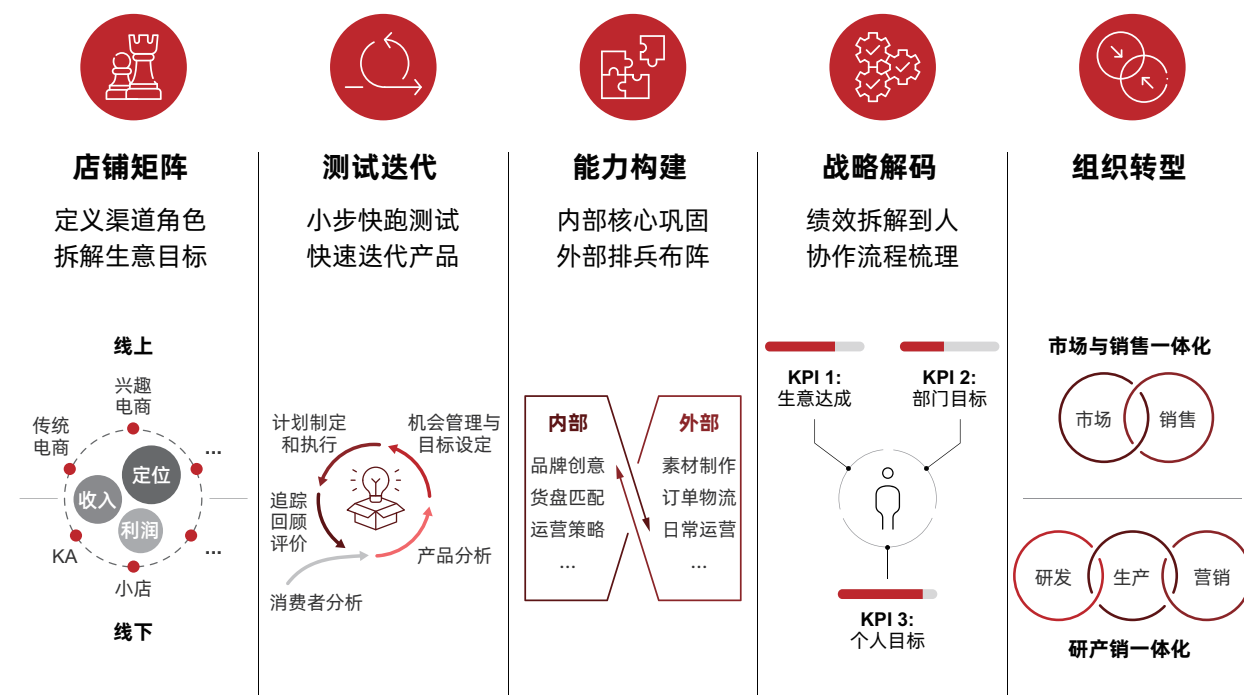 店铺矩阵
定义渠道角色
拆解生意目标
线上
兴趣
电商
传统
电商
...
定位
收入
利润
KA
...
小店
线下
测试迭代
小步快跑测试
快速迭代产品
计划制定
和执行
机会管理与
目标设定
追踪
回顾
评价
产品分析
消费者分析
能力构建
内部核心巩固
外部排兵布阵
内部
品牌创意
货盘匹配
运营策略
...
外部
素材制作
订单物流
日常运营
...
战略解码
绩效拆解到人
协作流程梳理
KPI 1:
生意达成
KPI 2:
部门目标
KPI 3:
个人目标
组织转型
市场与销售一体化
市场
销售
研发
生产
营销
研产销一体化